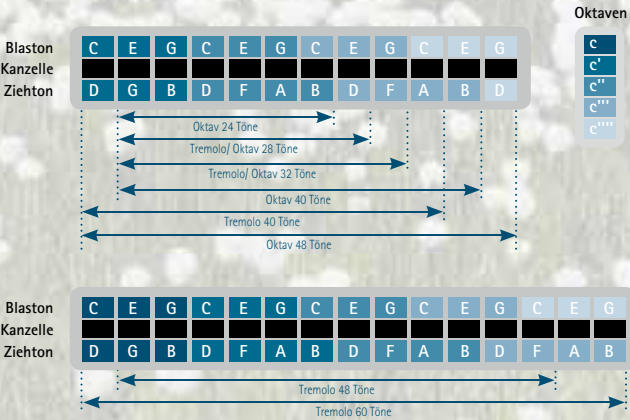 Oktaven
Blaston C E G C E G C E G C E G
Kanzelle
Ziehton D G B D F A B D F A B D
c
c'
c''
c'''
c''''
Oktav 24 Töne
Tremolo/ Oktav 28 Töne
Tremolo/ Oktav 32 Töne
Oktav 40 Töne
Tremolo 40 Töne
Oktav 48 Töne
Blaston C E G C E G C E G C E G C E G
Kanzelle
Ziehton D G B D F A B D F A B D F A B
Tremolo 48 Töne
Tremolo 60 Töne